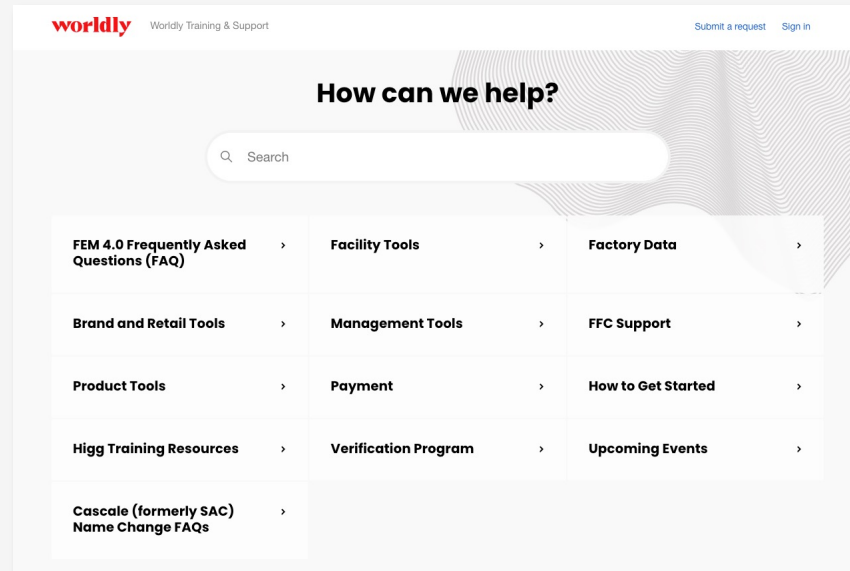 worldly
Worldly Training & Support
Submit a request
Sign in
How can we help?
Search
FEM 4.0 Frequently Asked
Questions (FAQ)
Facility Tools
Factory Data
Brand and Retail Tools
Management Tools
FFC Support
Product Tools
Payment
How to Get Started
Higg Training Resources
Verification Program
Upcoming Events
Cascale (formerly SAC)
Name Change FAQs